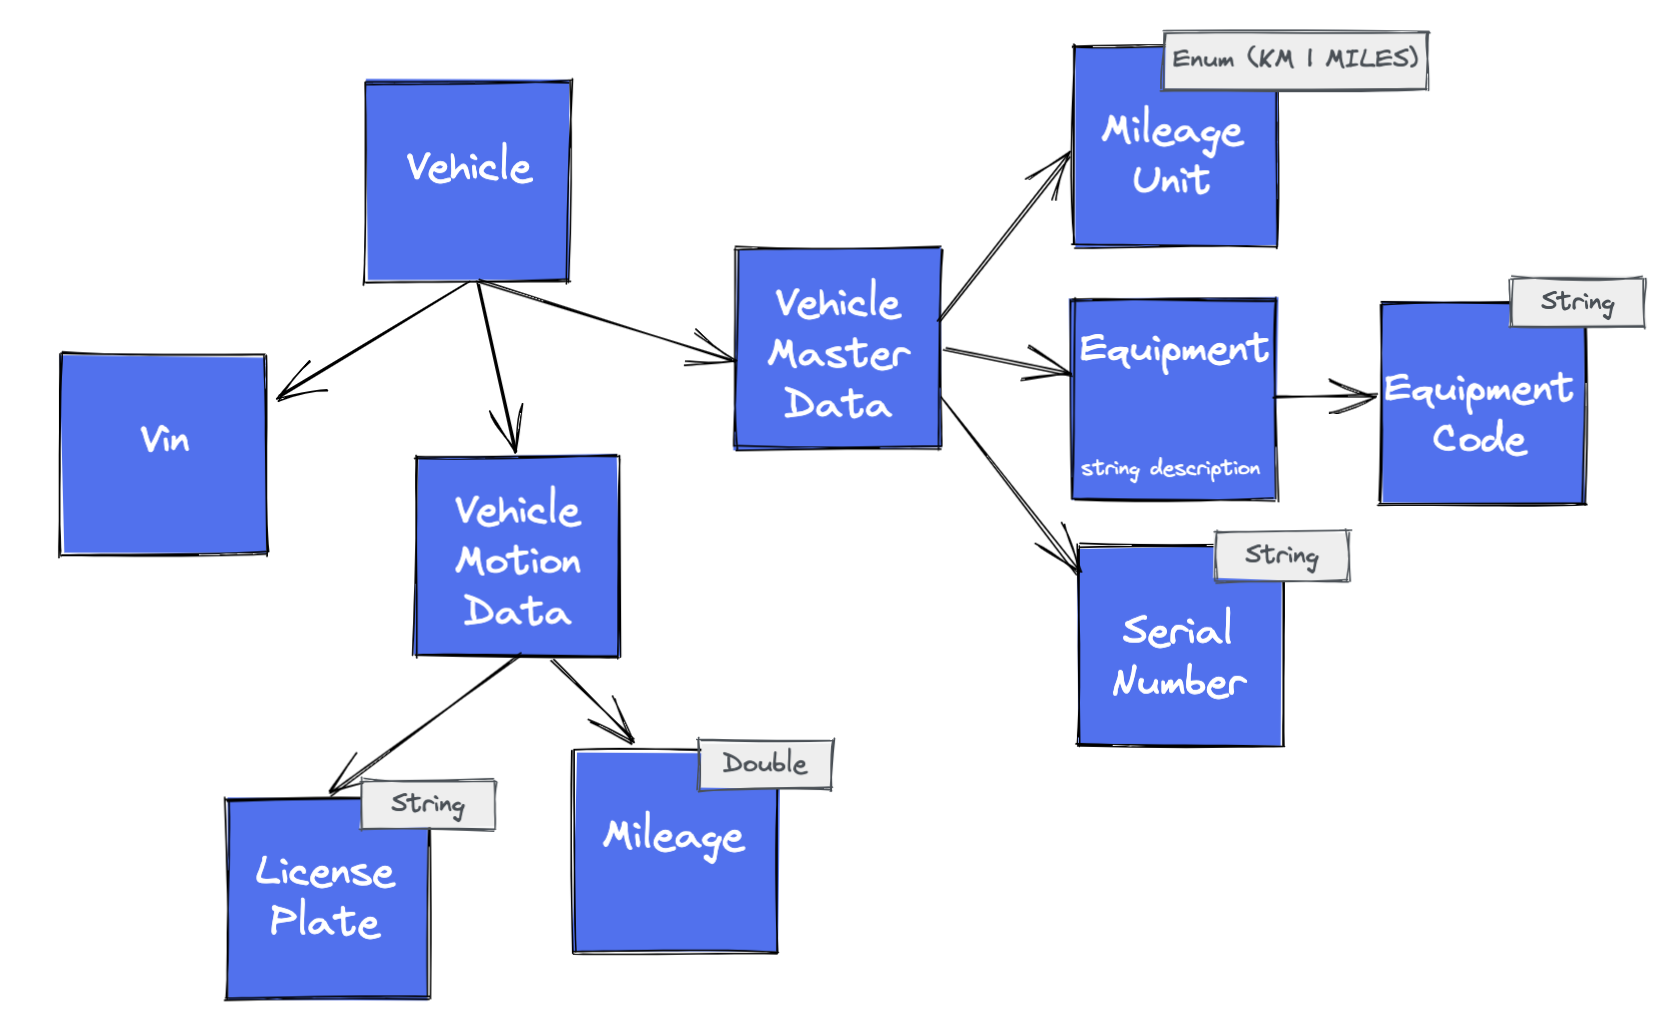 Vehicle
Vin
Vehicle
Motion
Data
String
License
Plate
Double
Mileage
Vehicle
Master
Data
Enum (KM | MILES)
Mileage
Unit
Equipment
string description
String
Equipment
Code
String
Serial
Number